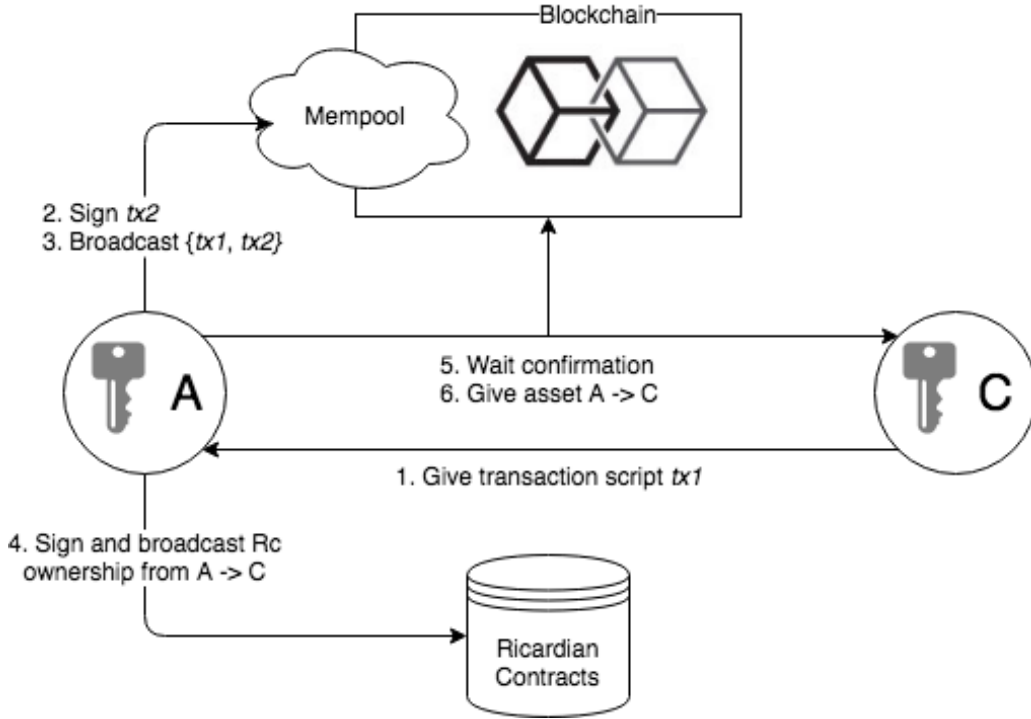 Blockchain
Mempool
2. Sign tx2
3. Broadcast {tx1, tx2}
A
5. Wait confirmation
6. Give asset A -> C
C
1. Give transaction script tx1
4. Sign and broadcast Rc
ownership from A -> C
Ricardian
Contracts